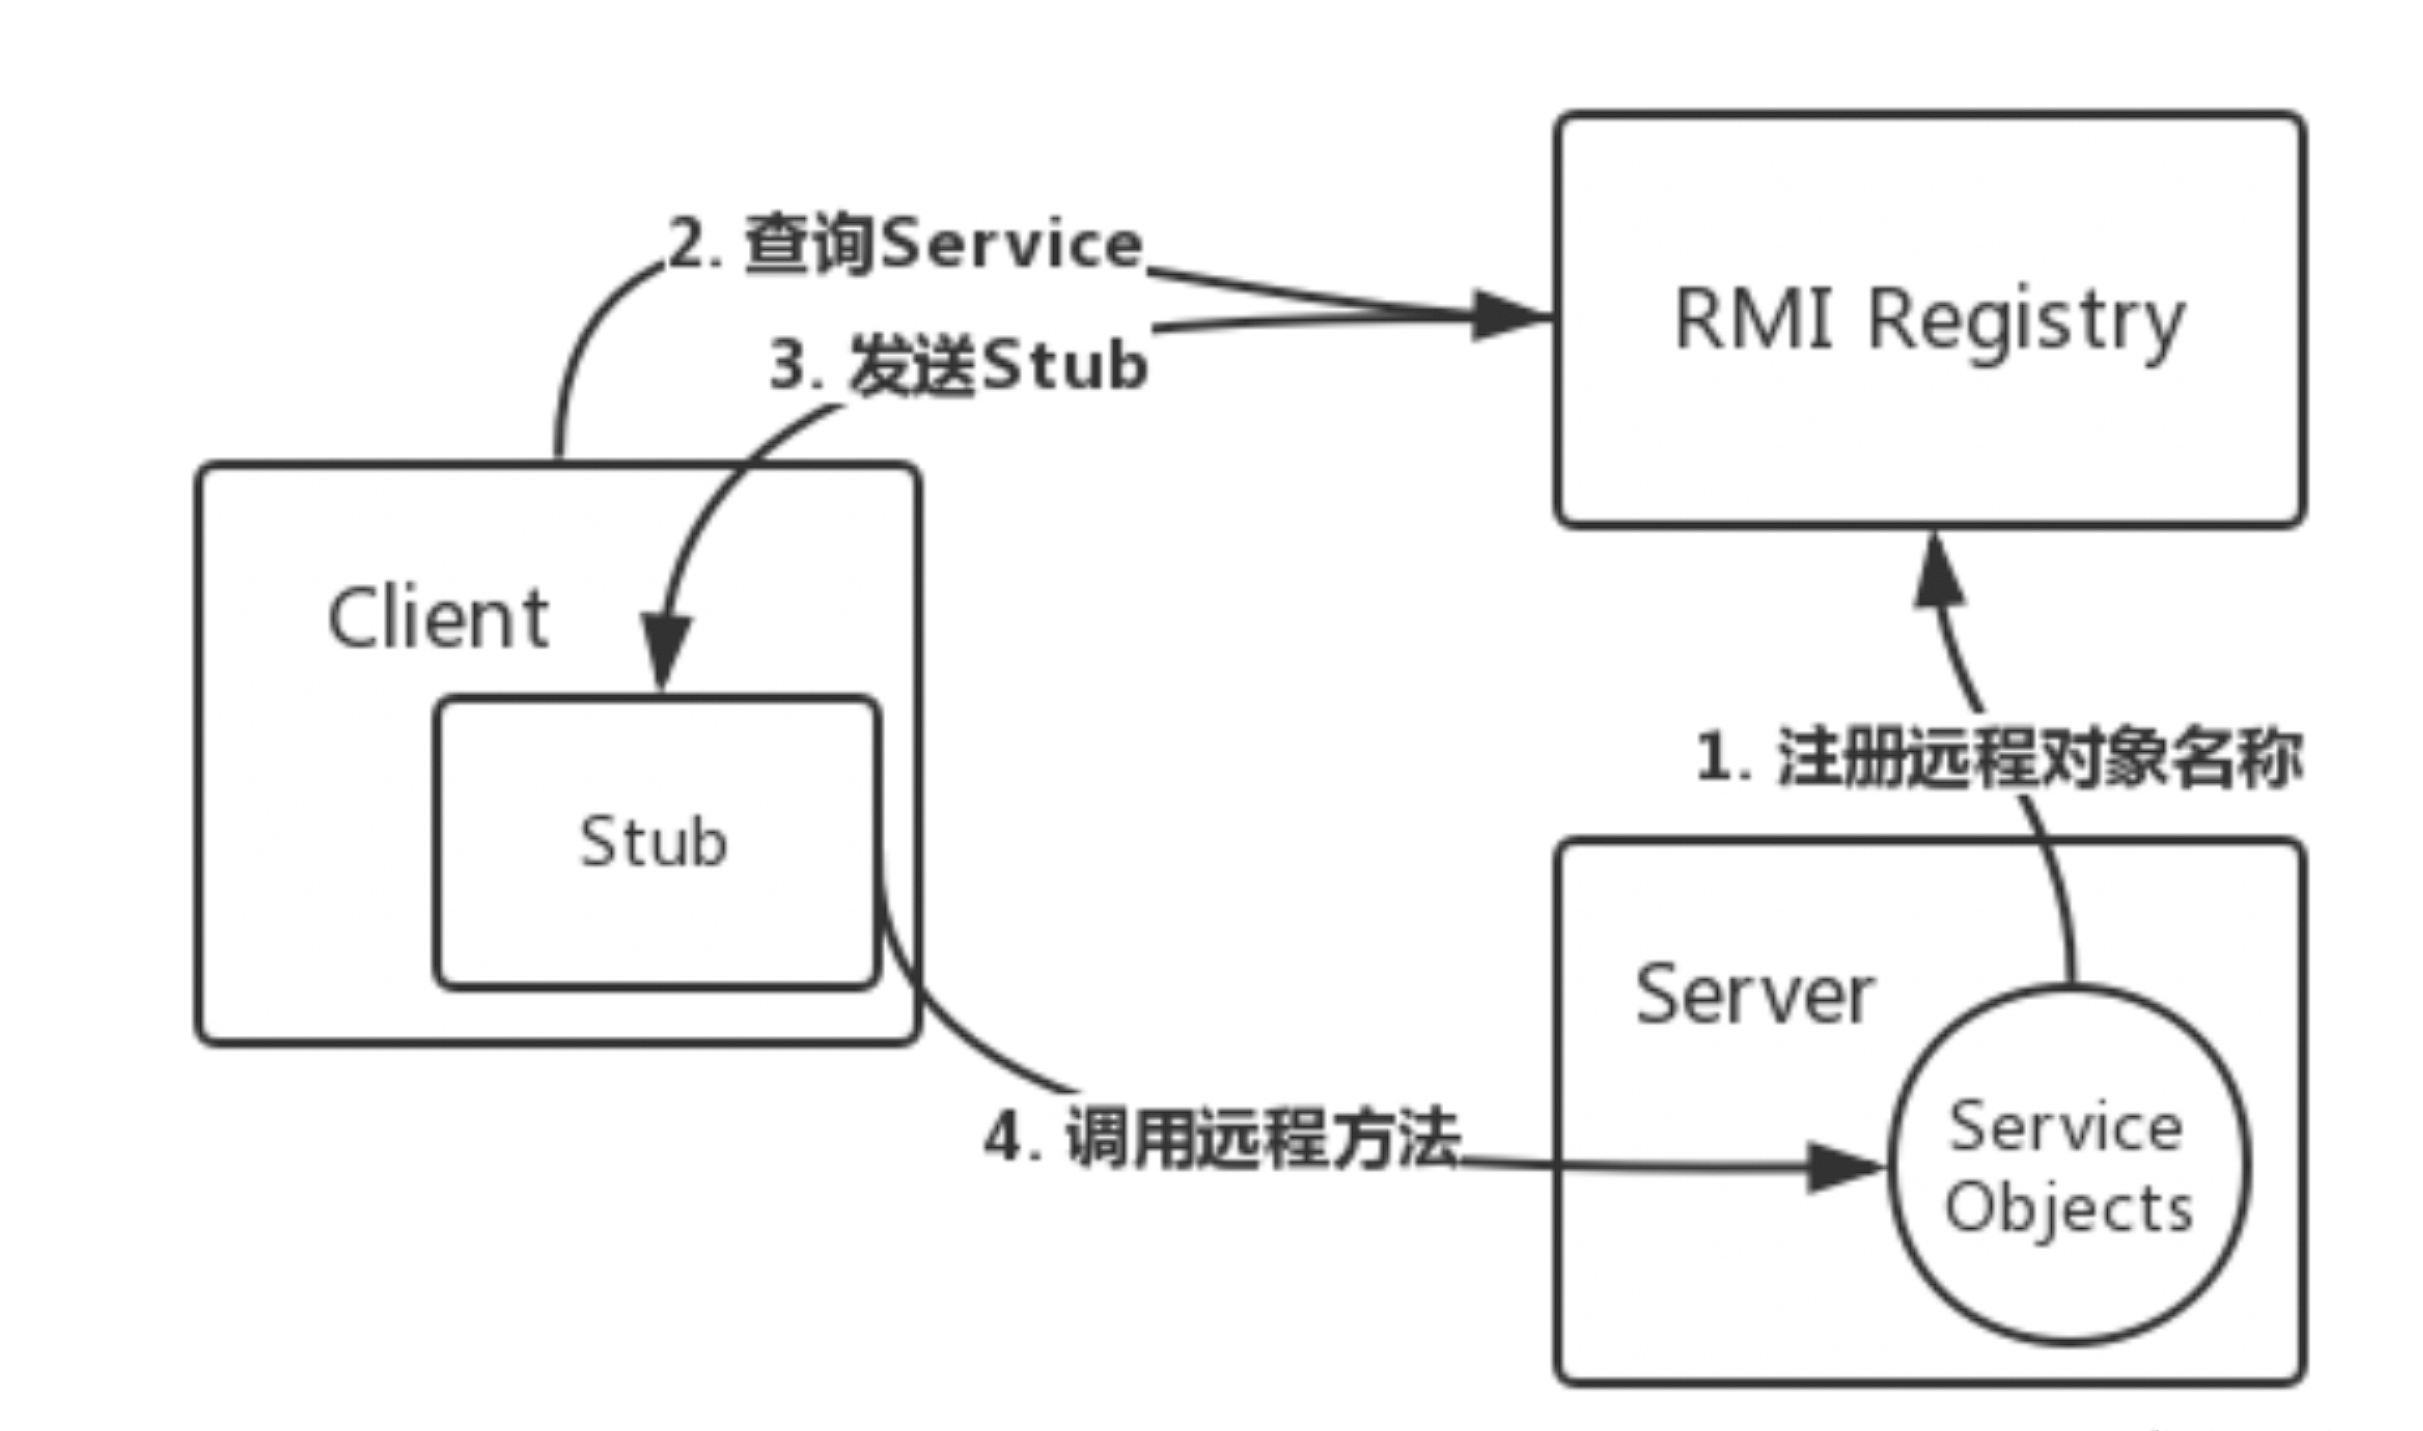 2. 查询Service
RMI Registry
3. 发送Stub
Client
1. 注册远程对象名称
Stub
Server
4. 调用远程方法
Service
Objects